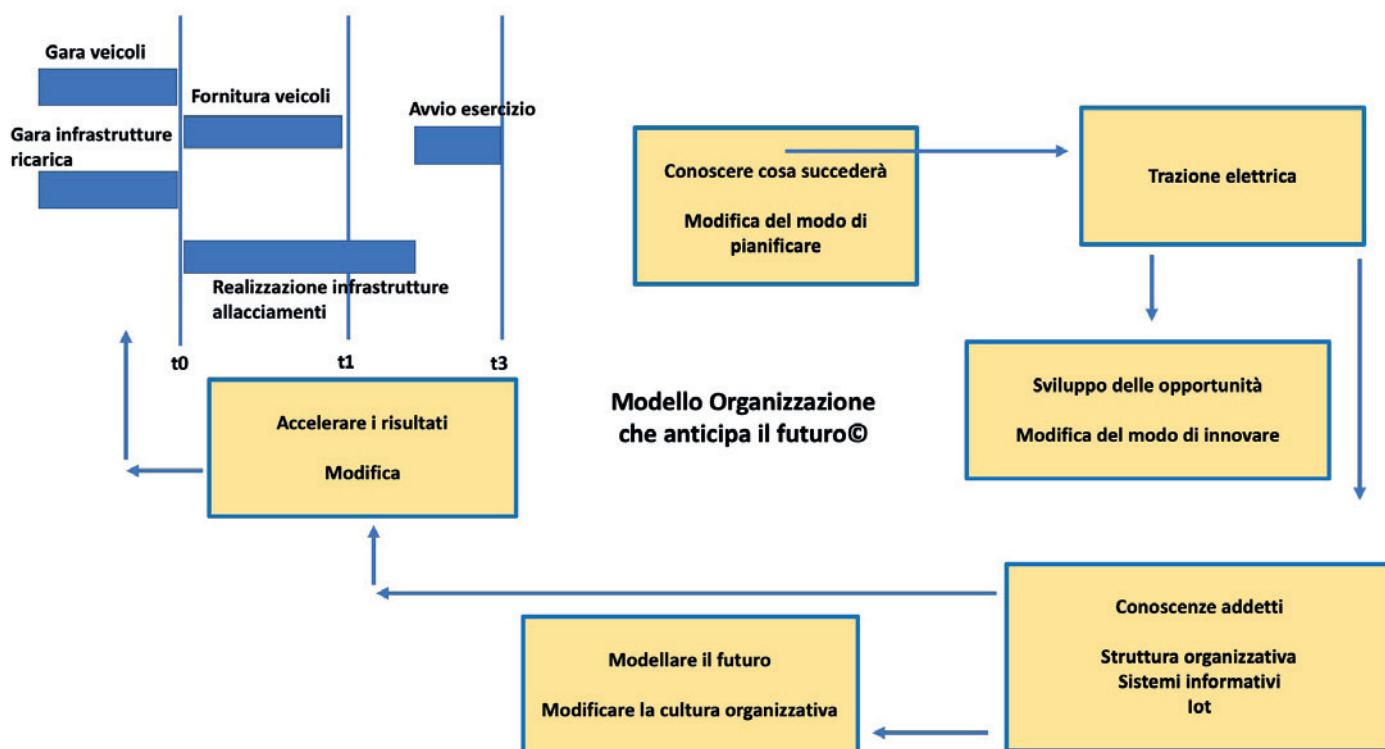 Gara veicoli
Fornitura veicoli
Avvio esercizio
Gara infrastrutture
ricarica
Realizzazione infrastrutture
allacciamenti
t0
t1
t3
Conoscere cosa succederà
Modifica del modo di
pianificare
Trazione elettrica
Sviluppo delle opportunità
Modifica del modo di innovare
Modello Organizzazione
che anticipa il futuro©
Accelerare i risultati
Modifica
Conoscenze addetti
Struttura organizzativa
Sistemi informativi
Iot
Modellare il futuro
Modificare la cultura organizzativa